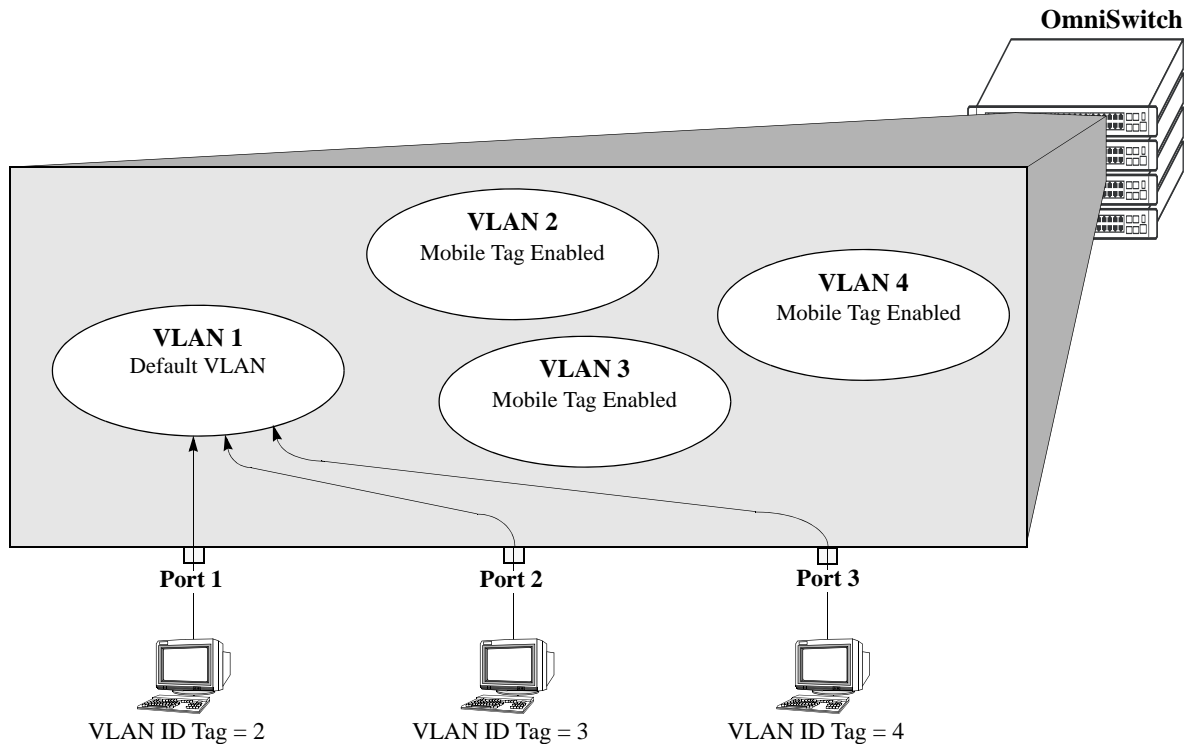 OmniSwitch
VLAN 2
Mobile Tag Enabled
VLAN 4
Mobile Tag Enabled
VLAN 1
Default VLAN
VLAN 3
Mobile Tag Enabled
Port 1
Port 2
Port 3
VLAN ID Tag = 2
VLAN ID Tag = 3
VLAN ID Tag = 4